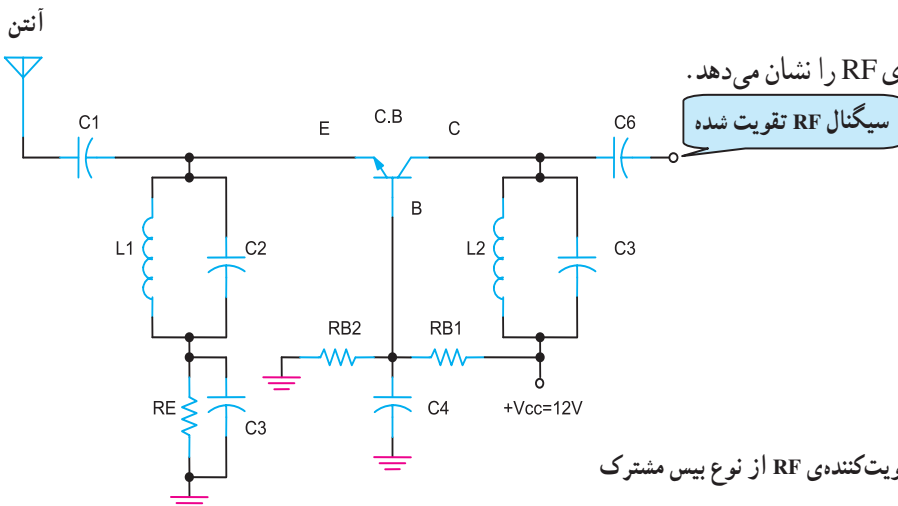 آنتن
ی RF را نشان می‌دهد.
سیگنال RF تقویت شده
C1
E
C.B
C
C6
B
L1
C2
L2
C3
RB2
RB1
RE
C3
C4
+Vcc=12V
ویت‌کننده‌ی RF از نوع بیس مشترک